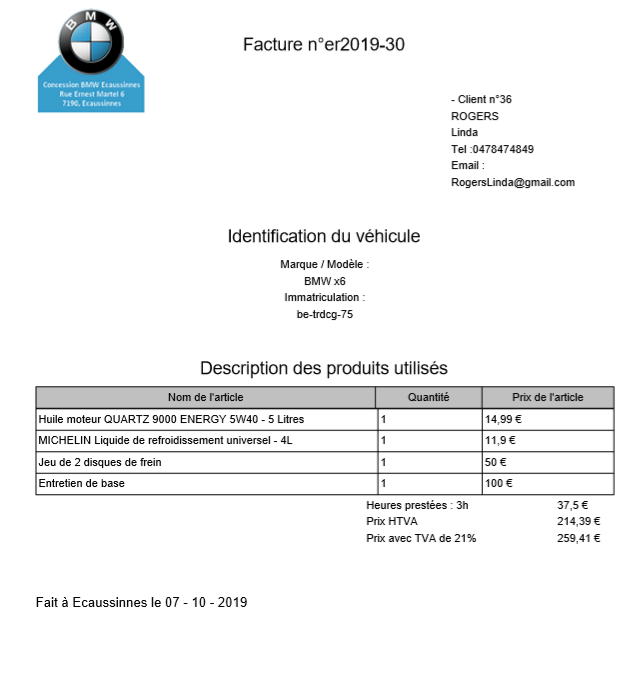 BMW
Concession BMW Ecaussinnes
Rue Ernest Martel 6
7190, Ecaussinnes
Facture n°er2019-30
- Client n°36
ROGERS
Linda
Tel :0478474849
Email :
RogersLinda@gmail.com
Identification du véhicule
Marque / Modèle :
BMW x6
Immatriculation :
be-trdcg-75
Description des produits utilisés
Nom de l'article Quantité Prix de l'article
Huile moteur QUARTZ 9000 ENERGY 5W40 - 5 Litres 1 14,99 €
MICHELIN Liquide de refroidissement universel - 4L 1 11,9 €
Jeu de 2 disques de frein 1 50 €
Entretien de base 1 100 €
Heures prestées : 3h 37,5 €
Prix HTVA 214,39 €
Prix avec TVA de 21% 259,41 €
Fait à Ecaussinnes le 07 - 10 - 2019